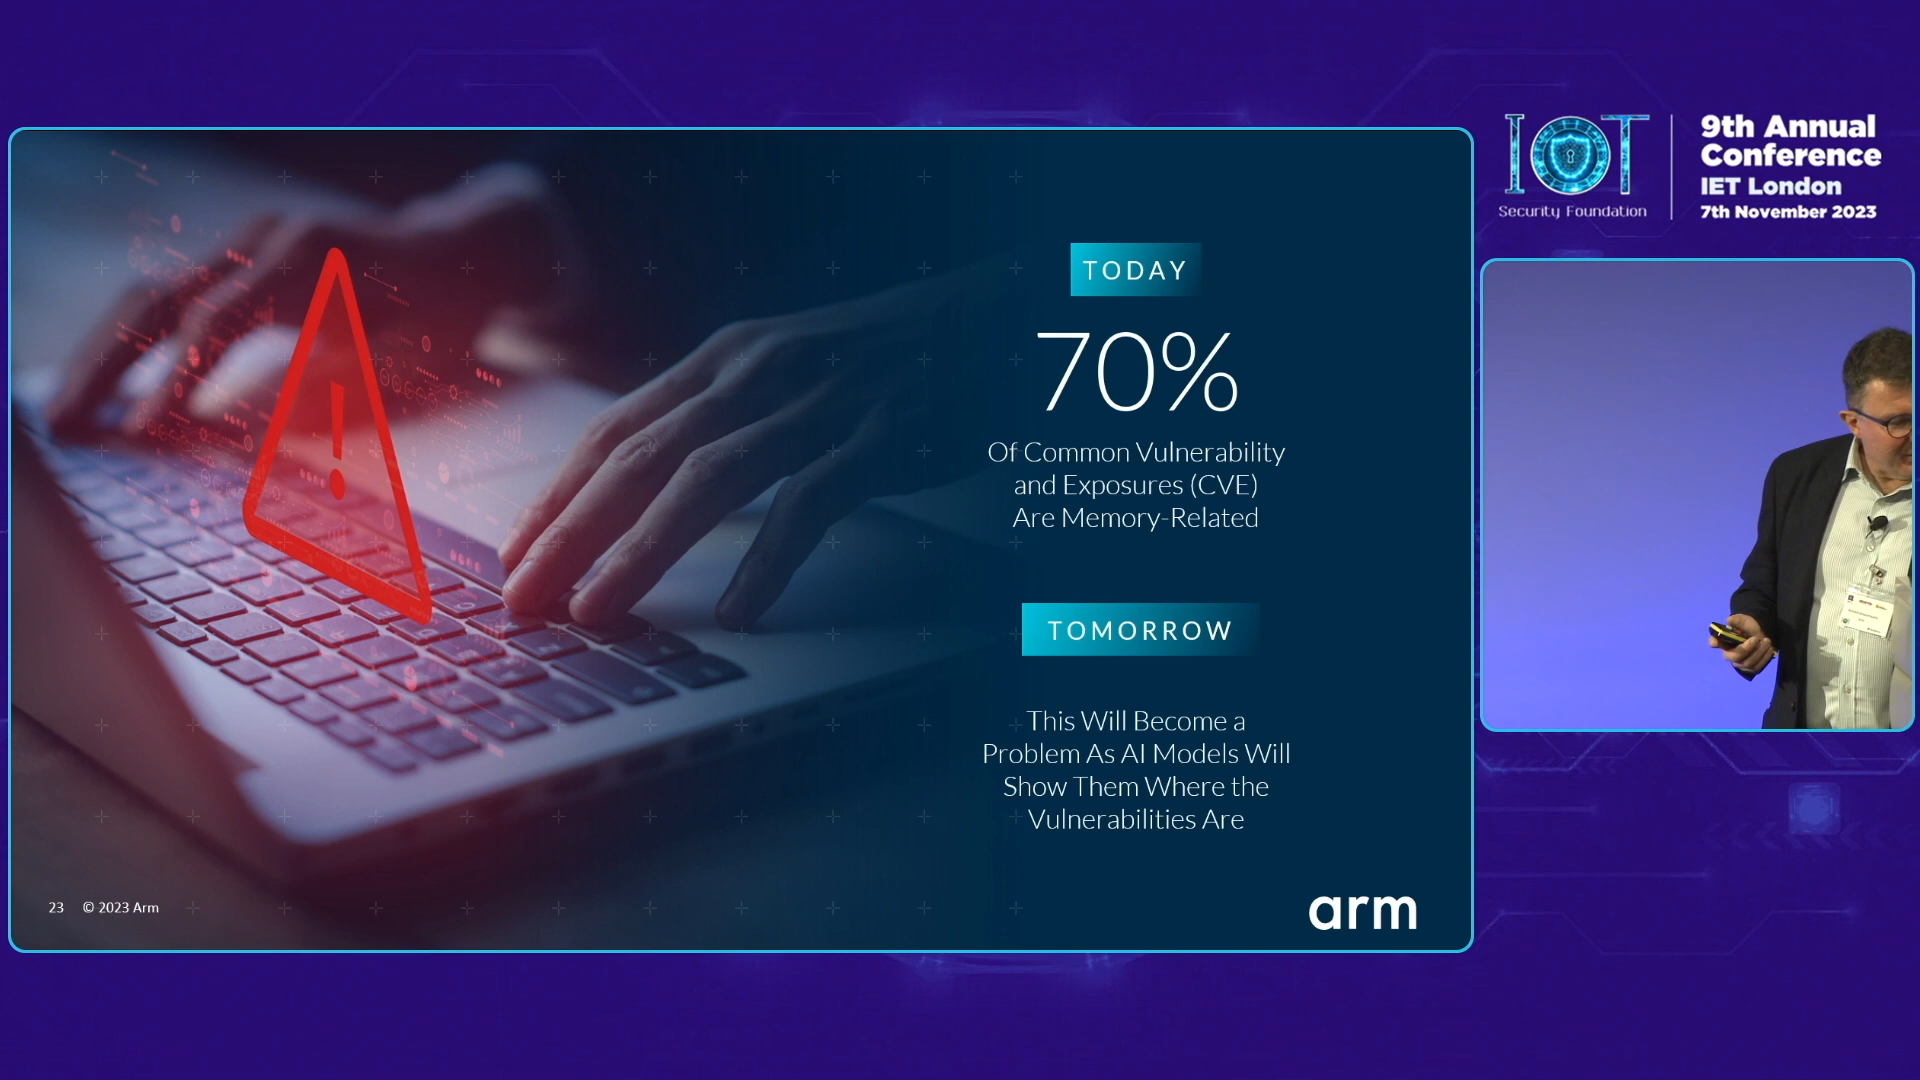 TODAY
70%
Of Common Vulnerability
and Exposures (CVE)
Are Memory-Related
TOMORROW
This Will Become a
Problem As AI Models Will
Show Them Where the
Vulnerabilities Are
23 © 2023 Arm
arm
IOT
Security Foundation
9th Annual
Conference
IET London
7th November 2023